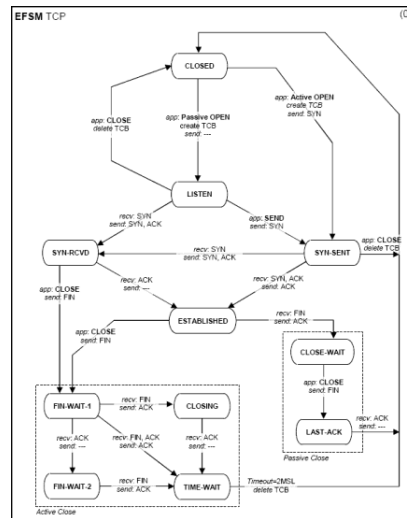 EFSM TCP
(0
CLOSED
app: CLOSE
delete TCB
app: Passive OPEN
create TCB
send: ---
app: Active OPEN
create TCB
send: SYN
LISTEN
recv: SYN
send: SYN, ACK
app: SEND
send: SYN
SYN-RCVD
recv: SYN
send: SYN, ACK
SYN-SENT
app: CLOSE
delete TCB
recv: ACK
send: ---
recv: SYN, ACK
send: ACK
app: CLOSE
send: FIN
ESTABLISHED
recv: FIN
send: ACK
app: CLOSE
send: FIN
CLOSE-WAIT
app: CLOSE
send: FIN
LAST-ACK
recv: ACK
send: ---
Passive Close
FIN-WAIT-1
recv: FIN
send: ACK
CLOSING
recv: ACK
send: ---
recv: FIN, ACK
send: ACK
recv: ACK
send: ---
FIN-WAIT-2
recv: FIN
send: ACK
TIME-WAIT
Timeout=2MSL
delete TCB
Active Close